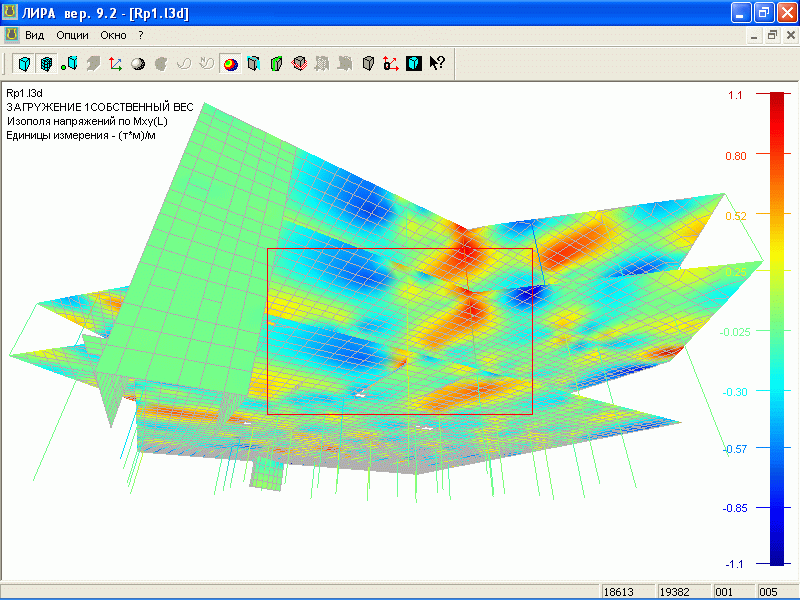 ЛИРА вер. 9.2 - [Rp1.l3d]
Вид Опции Окно ?
Rp1.l3d
ЗАГРУЖЕНИЕ 1СОБСТВЕННЫЙ ВЕС
Изополя напряжений по Mxy(L)
Единицы измерения - (т*м)/м
1.1
0.80
0.52
-0.025
-0.30
-0.57
-0.85
-1.1
18613 19382 001 005